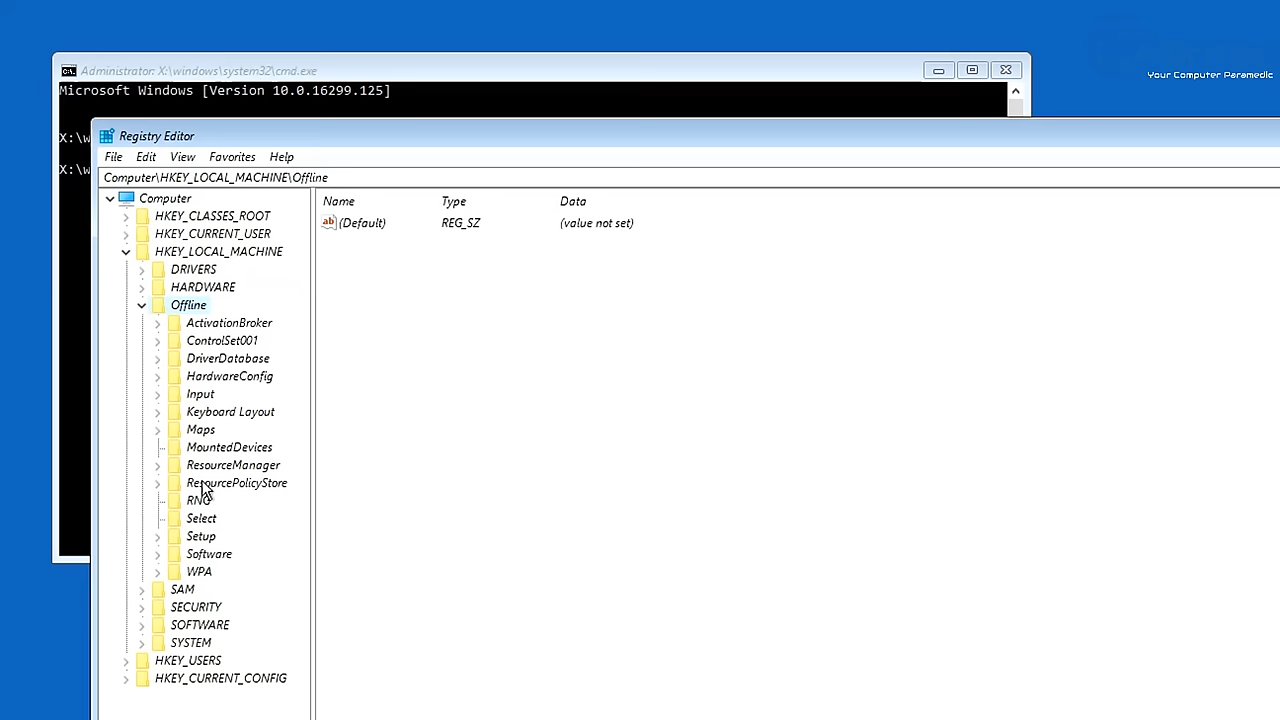 Your Computer Paramedic
Administrator: X:\windows\system32\cmd.exe
Microsoft Windows [Version 10.0.16299.125]
X:\w
X:\w
Registry Editor
File Edit View Favorites Help
Computer\HKEY_LOCAL_MACHINE\Offline
Name Type Data
(Default) REG_SZ (value not set)
Computer
HKEY_CLASSES_ROOT
HKEY_CURRENT_USER
HKEY_LOCAL_MACHINE
DRIVERS
HARDWARE
Offline
ActivationBroker
ControlSet001
DriverDatabase
HardwareConfig
Input
Keyboard Layout
Maps
MountedDevices
ResourceManager
ResourcePolicyStore
RNG
Select
Setup
Software
WPA
SAM
SECURITY
SOFTWARE
SYSTEM
HKEY_USERS
HKEY_CURRENT_CONFIG